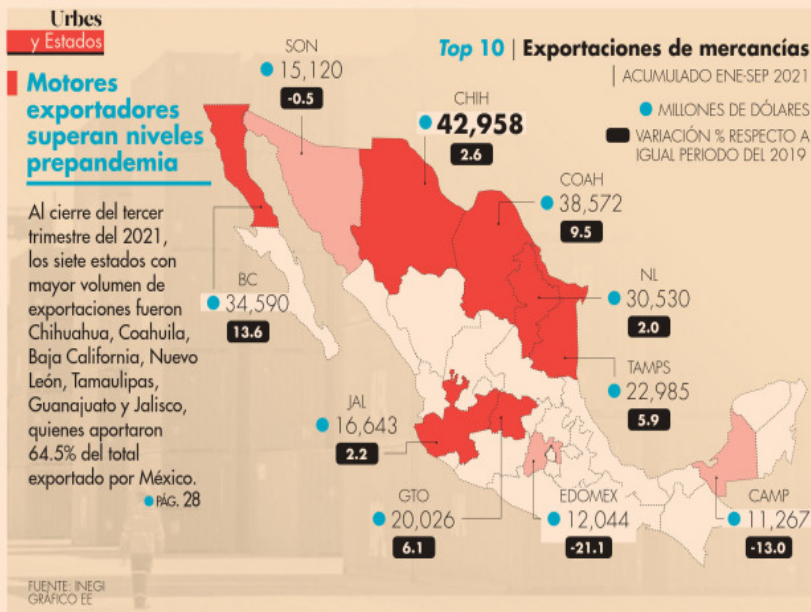 Urbes
y Estados
Motores
exportadores
superan niveles
prepandemia
Al cierre del tercer
trimestre del 2021,
los siete estados con
mayor volumen de
exportaciones fueron
Chihuahua, Coahuila,
Baja California, Nuevo
León, Tamaulipas,
Guanajuato y Jalisco,
quienes aportaron
64.5% del total
exportado por México.
PÁG. 28
Top 10 | Exportaciones de mercancías
ACUMULADO ENE-SEP 2021
MILLONES DE DÓLARES
VARIACIÓN % RESPECTO A
IGUAL PERIODO DEL 2019
SON
15,120
-0.5
CHIH
42,958
2.6
COAH
38,572
9.5
BC
34,590
13.6
NL
30,530
2.0
TAMPS
22,985
5.9
JAL
16,643
2.2
GTO
20,026
6.1
EDOMEX
12,044
-21.1
CAMP
11,267
-13.0
FUENTE: INEGI
GRÁFICO EE